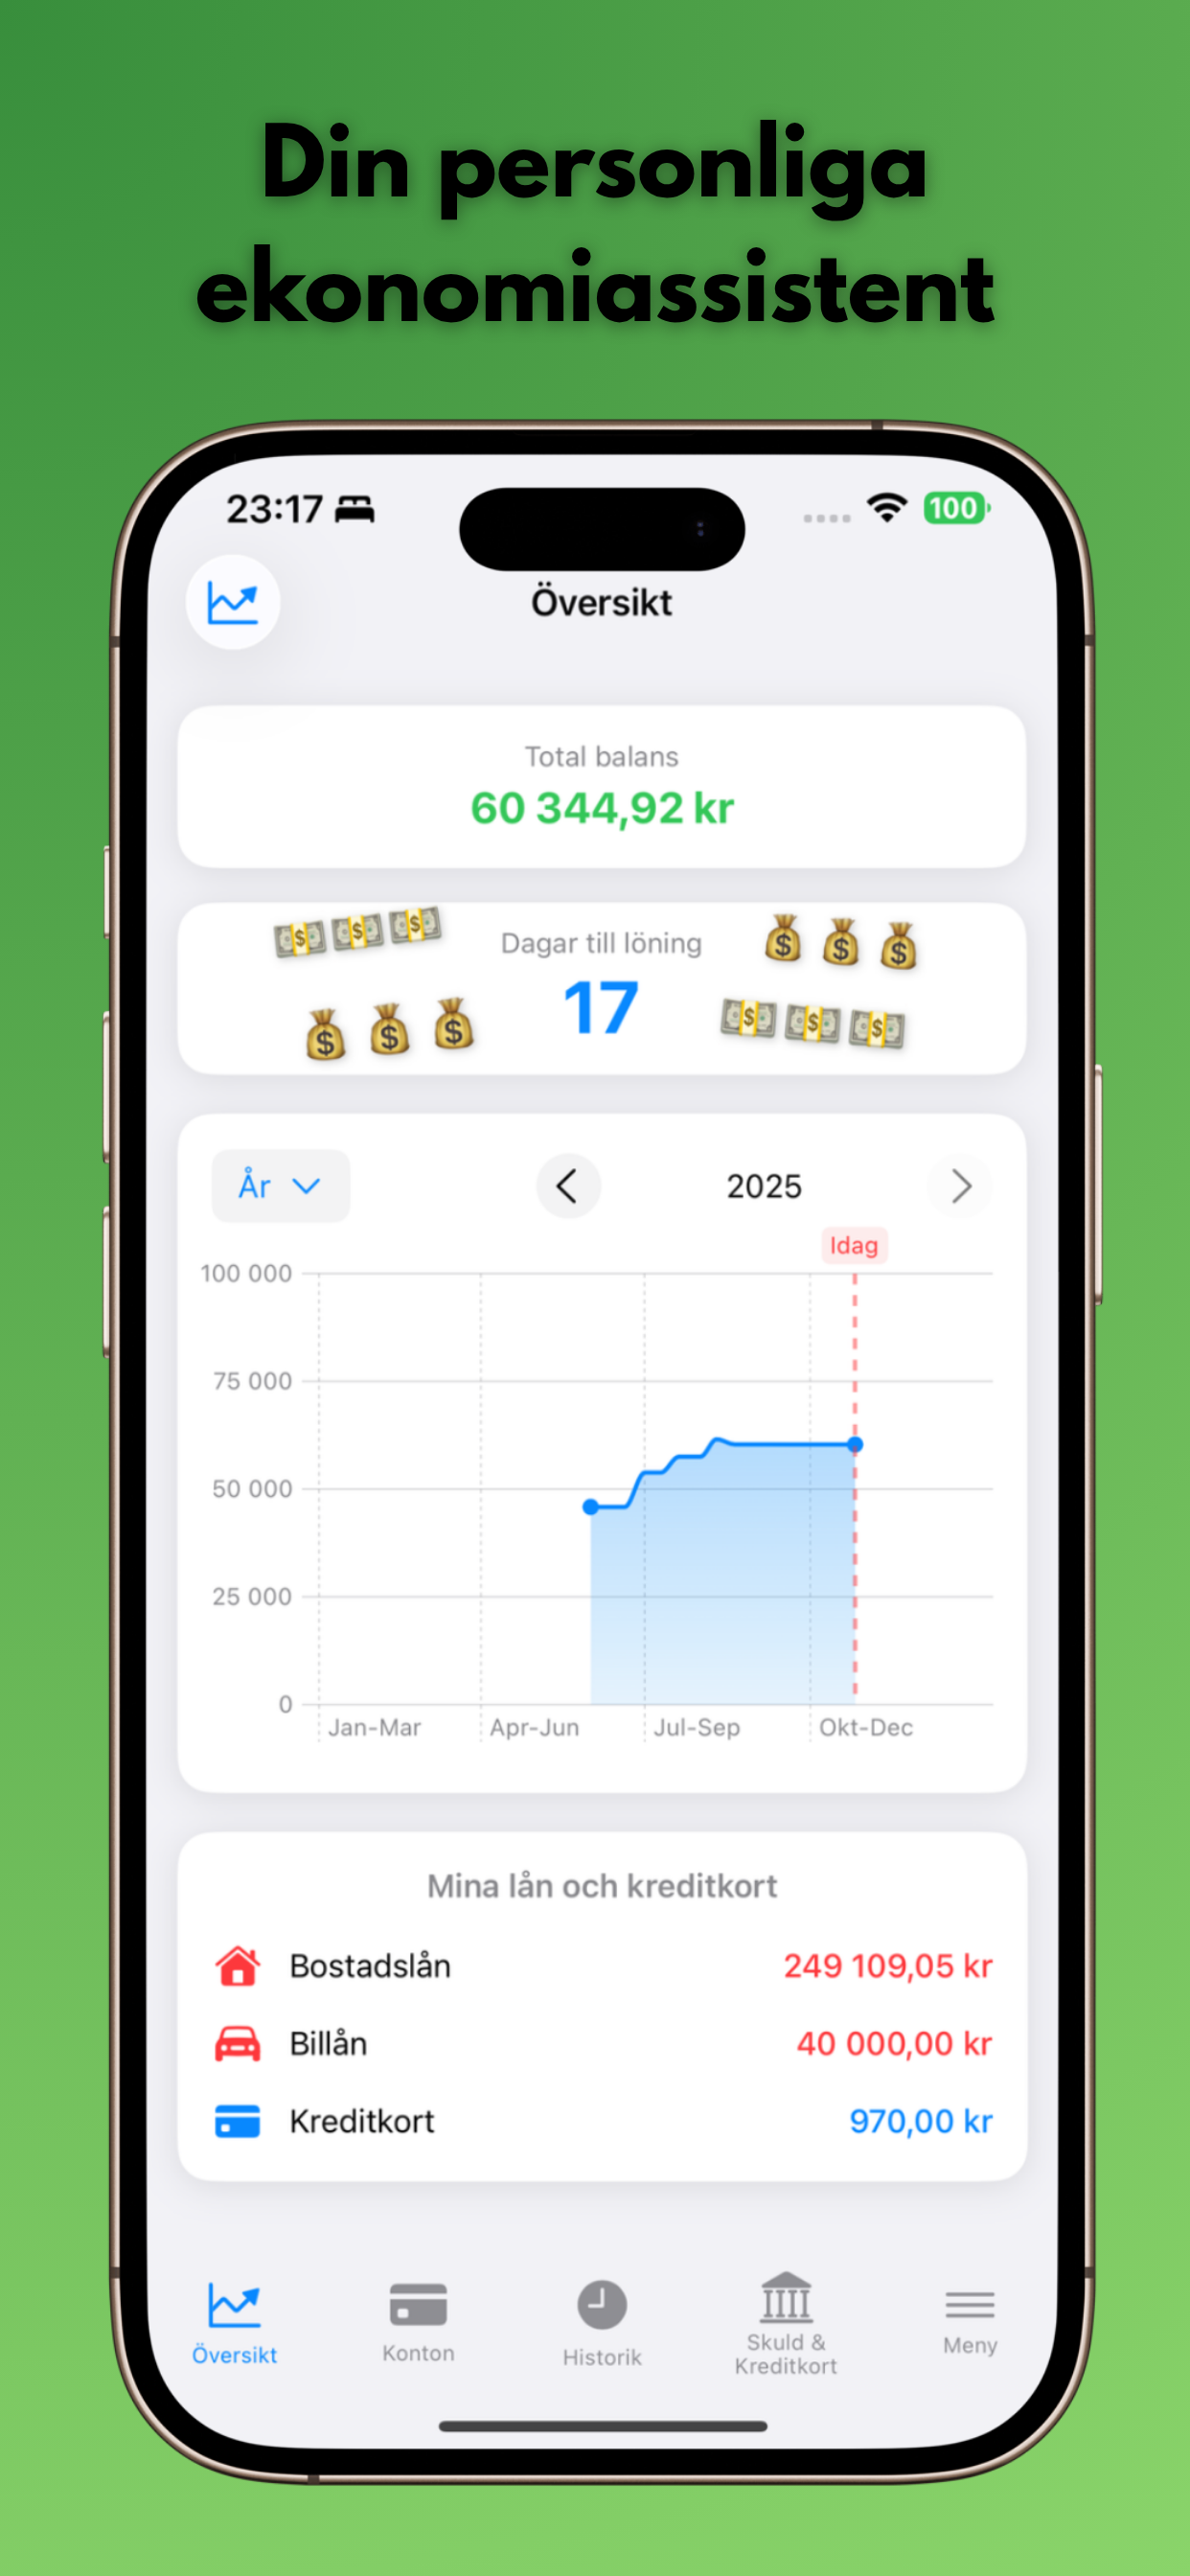 Din personliga
ekonomiassistent
23:17
100
Översikt
Total balans
60 344,92 kr
Dagar till löning
17
År
2025
Idag
100 000
75 000
50 000
25 000
0
Jan-Mar
Apr-Jun
Jul-Sep
Okt-Dec
Mina lån och kreditkort
Bostadslån
249 109,05 kr
Billån
40 000,00 kr
Kreditkort
970,00 kr
Översikt
Konton
Historik
Skuld &
Kreditkort
Meny